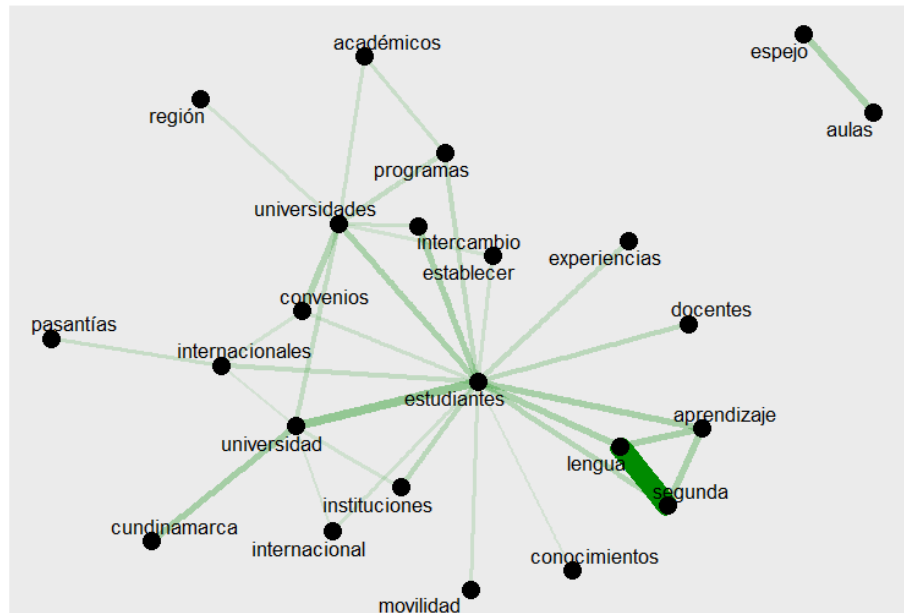 académicos
espejo
región
aulas
programas
universidades
intercambio
establecer
experiencias
convenios
docentes
pasantías
internacionales
estudiantes
aprendizaje
universidad
lengua
segunda
instituciones
cundinamarca
internacional
conocimientos
movilidad